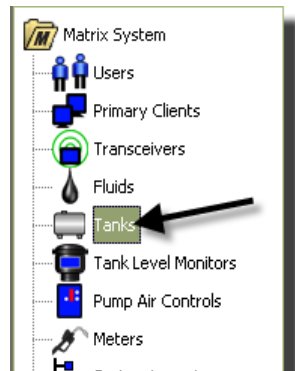 Matrix System
Users
Primary Clients
Transceivers
Fluids
Tanks
Tank Level Monitors
Pump Air Controls
Meters